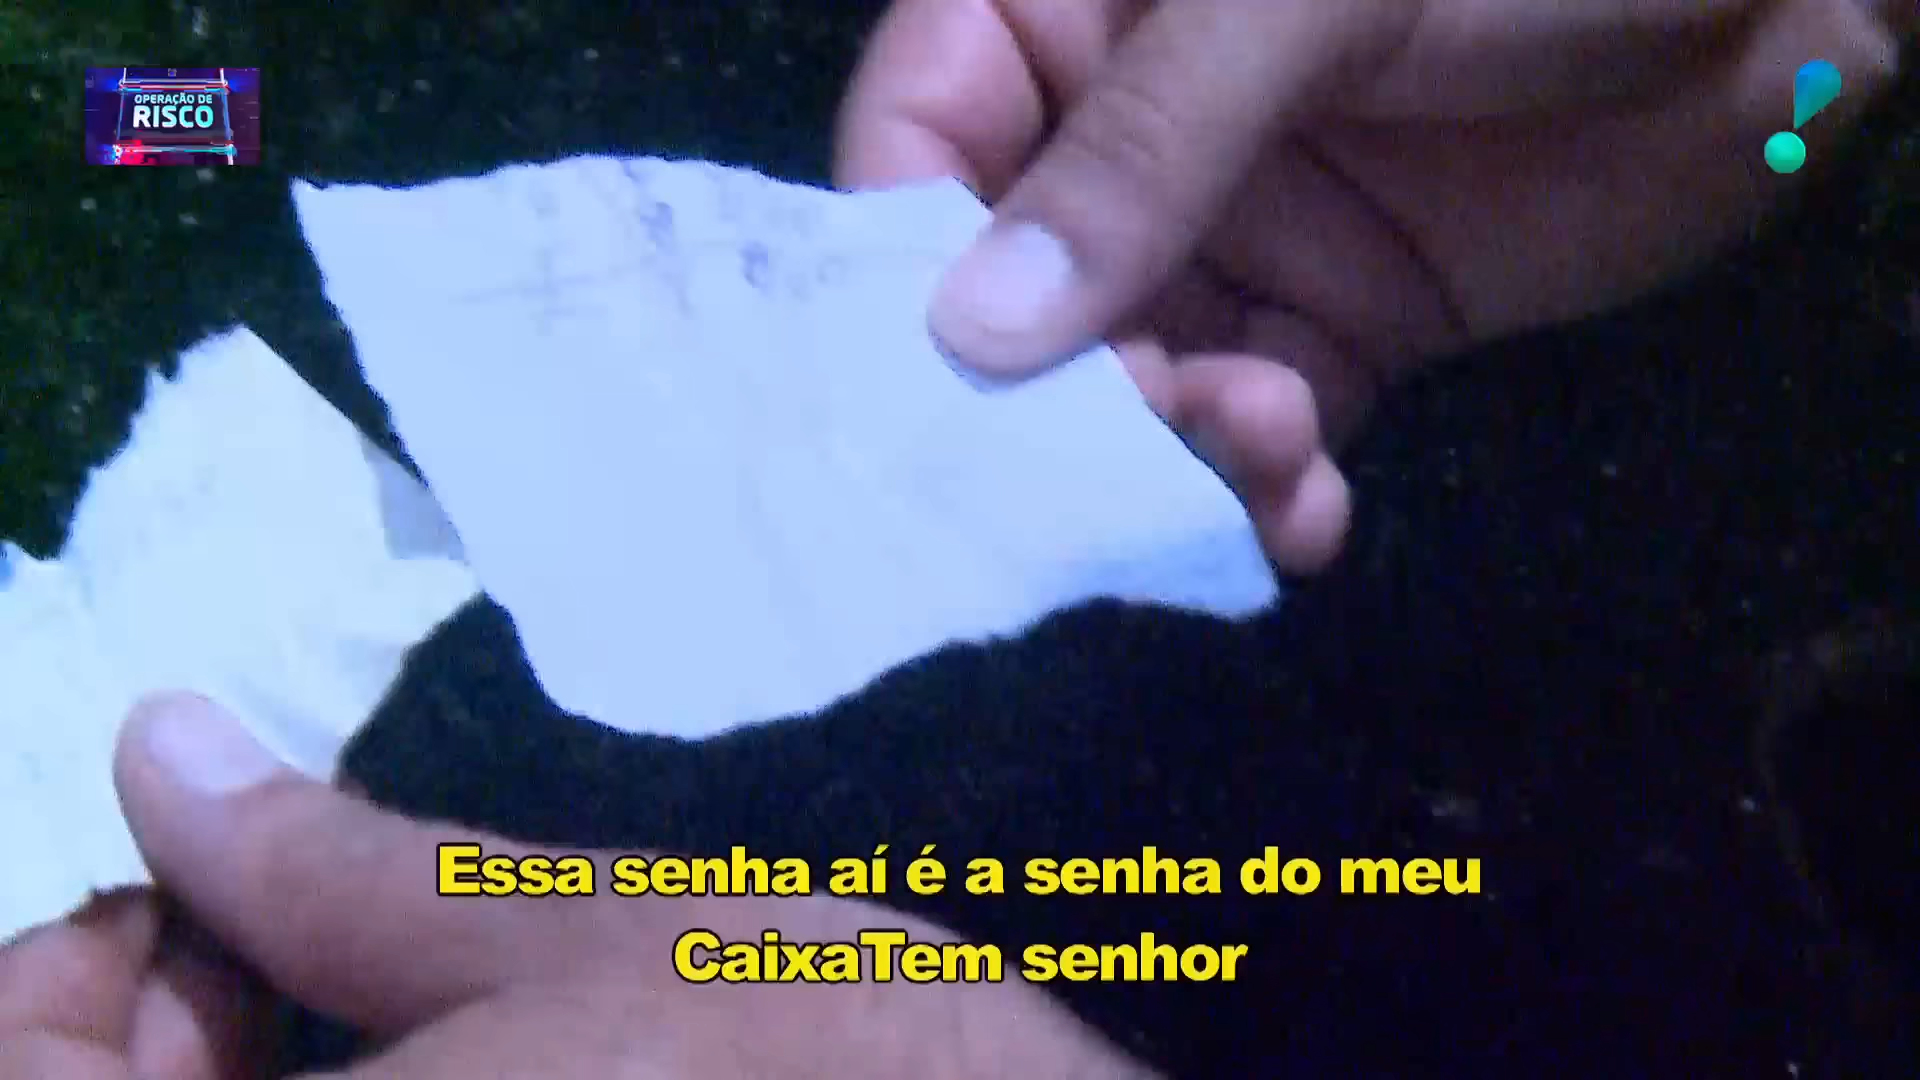 OPERAÇÃO DE
RISCO
Essa senha aí é a senha do meu
CaixaTem senhor